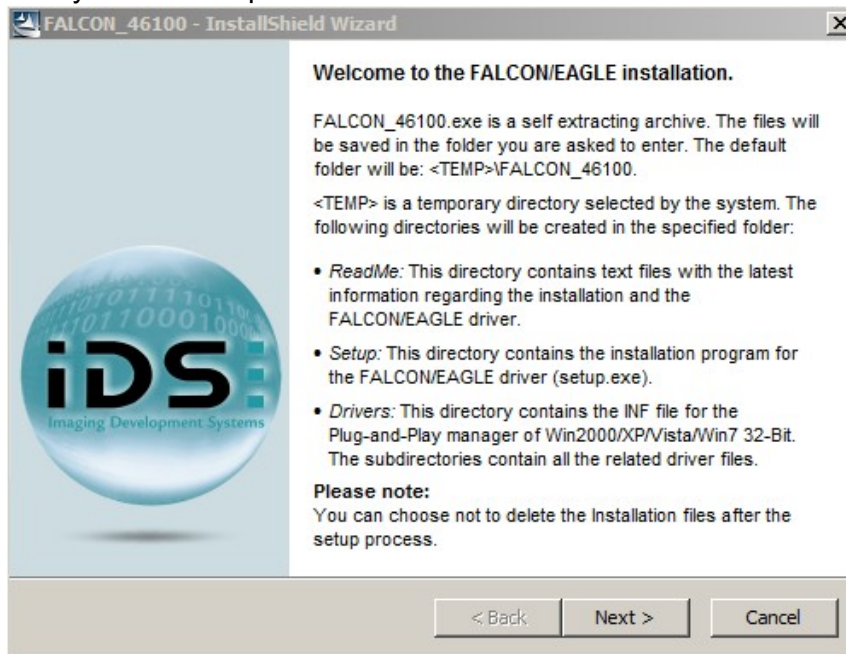 FALCON_46100 - InstallShield Wizard
Welcome to the FALCON/EAGLE installation.
FALCON_46100.exe is a self extracting archive. The files will
be saved in the folder you are asked to enter. The default
folder will be: <TEMP>\FALCON_46100.
<TEMP> is a temporary directory selected by the system. The
following directories will be created in the specified folder:
• ReadMe: This directory contains text files with the latest
information regarding the installation and the
FALCON/EAGLE driver.
• Setup: This directory contains the installation program for
the FALCON/EAGLE driver (setup.exe).
• Drivers: This directory contains the INF file for the
Plug-and-Play manager of Win2000/XP/Vista/Win7 32-Bit.
The subdirectories contain all the related driver files.
Please note:
You can choose not to delete the Installation files after the
setup process.
iDS
Imaging Development Systems
< Back
Next >
Cancel